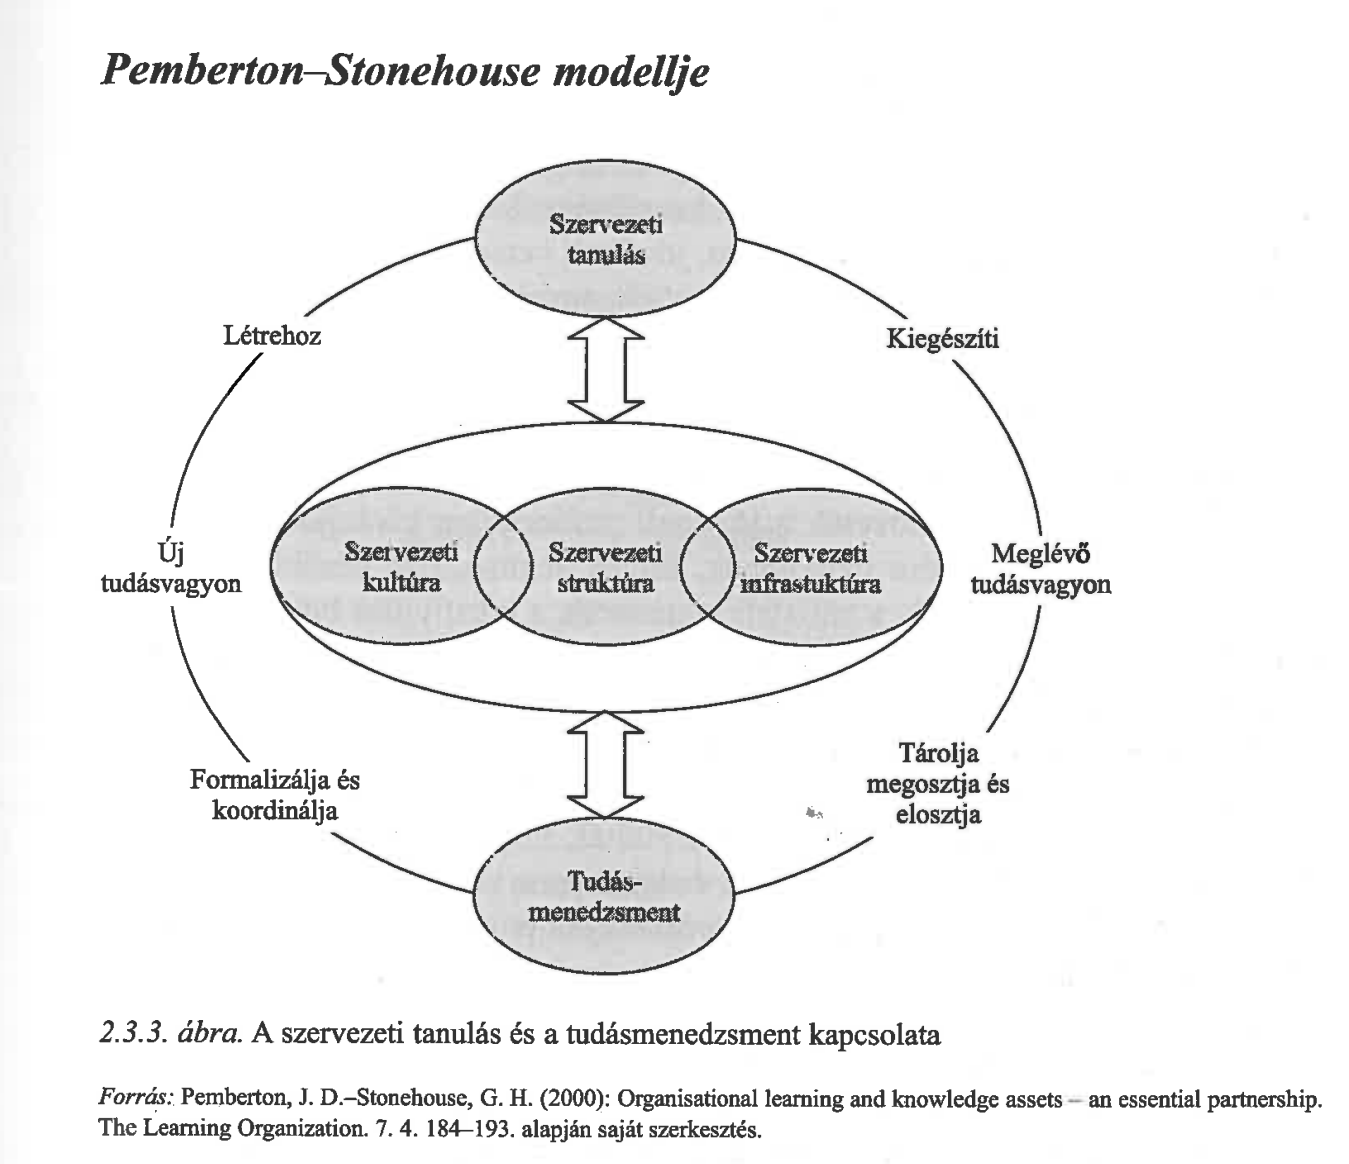 Pemberton–Stonehouse modellje
Szervezeti
tanulás
Létrehoz
Kiegészíti
Szervezeti
kultúra
Szervezeti
struktúra
Szervezeti
infrastuktúra
Új
tudásvagyon
Meglévő
tudásvagyon
Formalizálja és
koordinálja
Tárolja
megosztja és
elosztja
Tudás-
menedzsment
2.3.3. ábra. A szervezeti tanulás és a tudásmenedzsment kapcsolata
Forrás: Pemberton, J. D.–Stonehouse, G. H. (2000): Organisational learning and knowledge assets – an essential partnership.
The Learning Organization. 7. 4. 184–193. alapján saját szerkesztés.